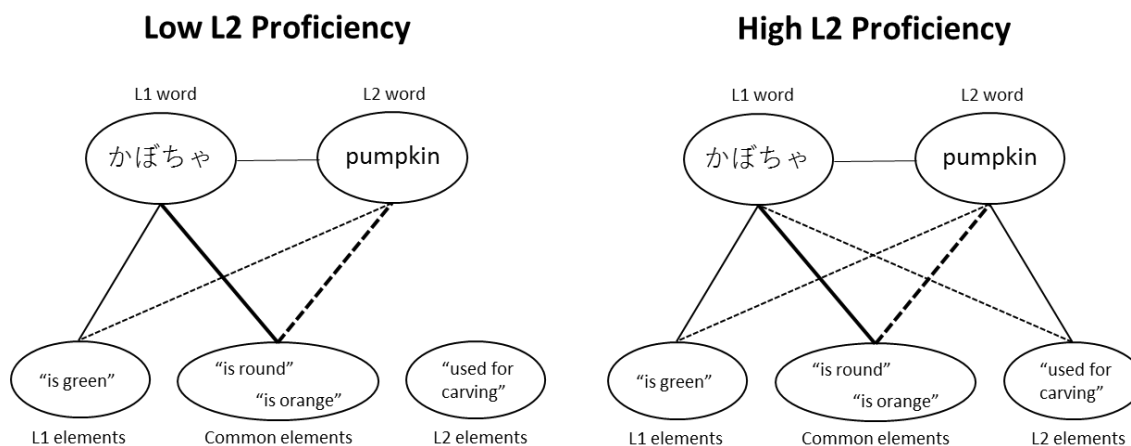 Low L2 Proficiency
L1 word
L2 word
かぼちゃ
pumpkin
“is green”
“is round”
“is orange”
“used for
carving”
L1 elements
Common elements
L2 elements
High L2 Proficiency
L1 word
L2 word
かぼちゃ
pumpkin
“is green”
“is round”
“is orange”
“used for
carving”
L1 elements
Common elements
L2 elements